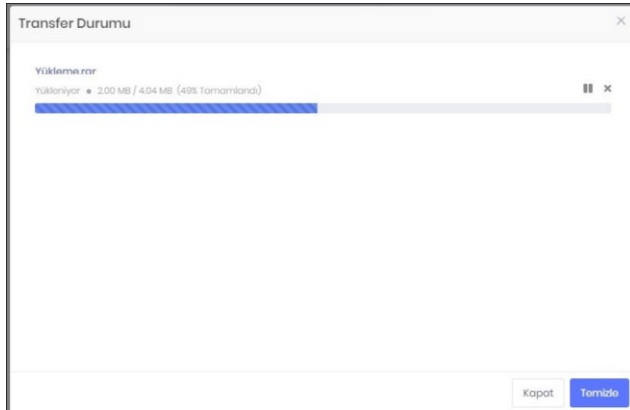 Transfer Durumu
Yükleme.rar
Yükleniyor ● 2.00 MB / 4.04 MB (49% Tamamlandı)
Kapat
Temizle